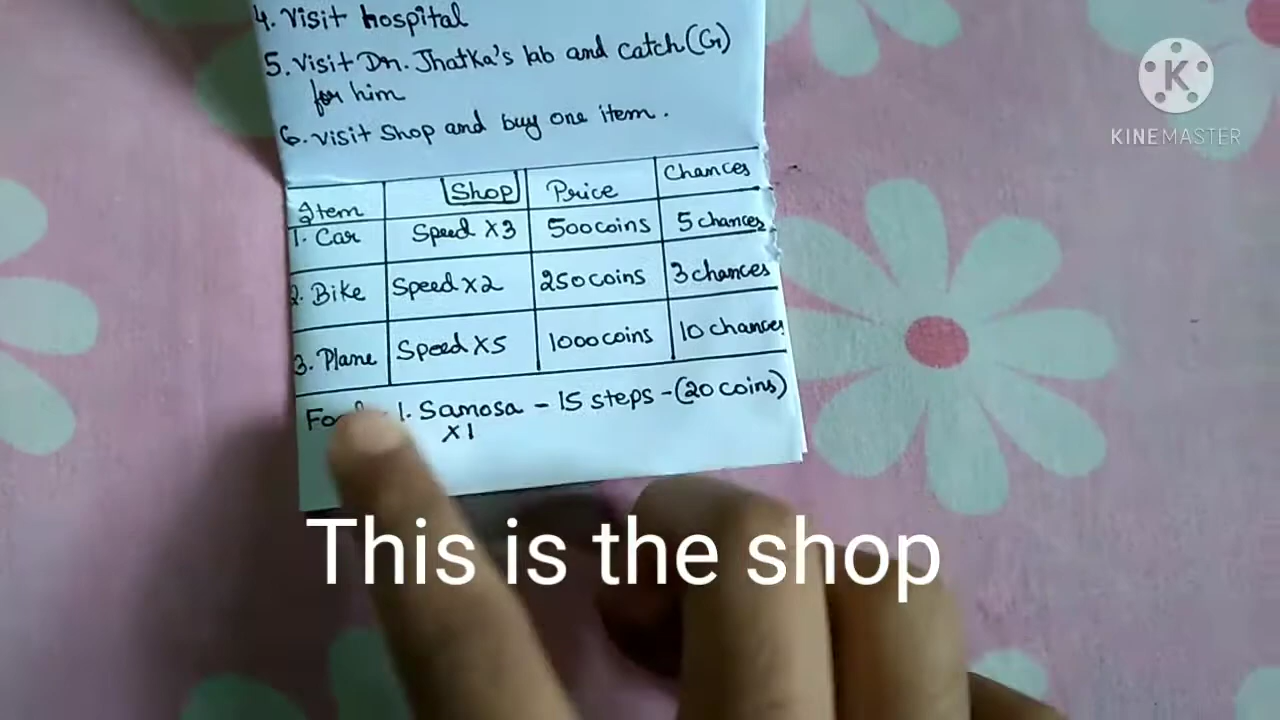 4. Visit hospital
5. Visit Dr. Jhatka's lab and catch (G)
for him
6. Visit Shop and buy one item.
Item Shop Price Chances
1. Car Speed X3 500 coins 5 chances
2. Bike Speed X2 250 coins 3 chances
3. Plane Speed X5 1000 coins 10 chances
1. Samosa - 15 steps - (20 coins)
X1
This is the shop
K
KINEMASTER